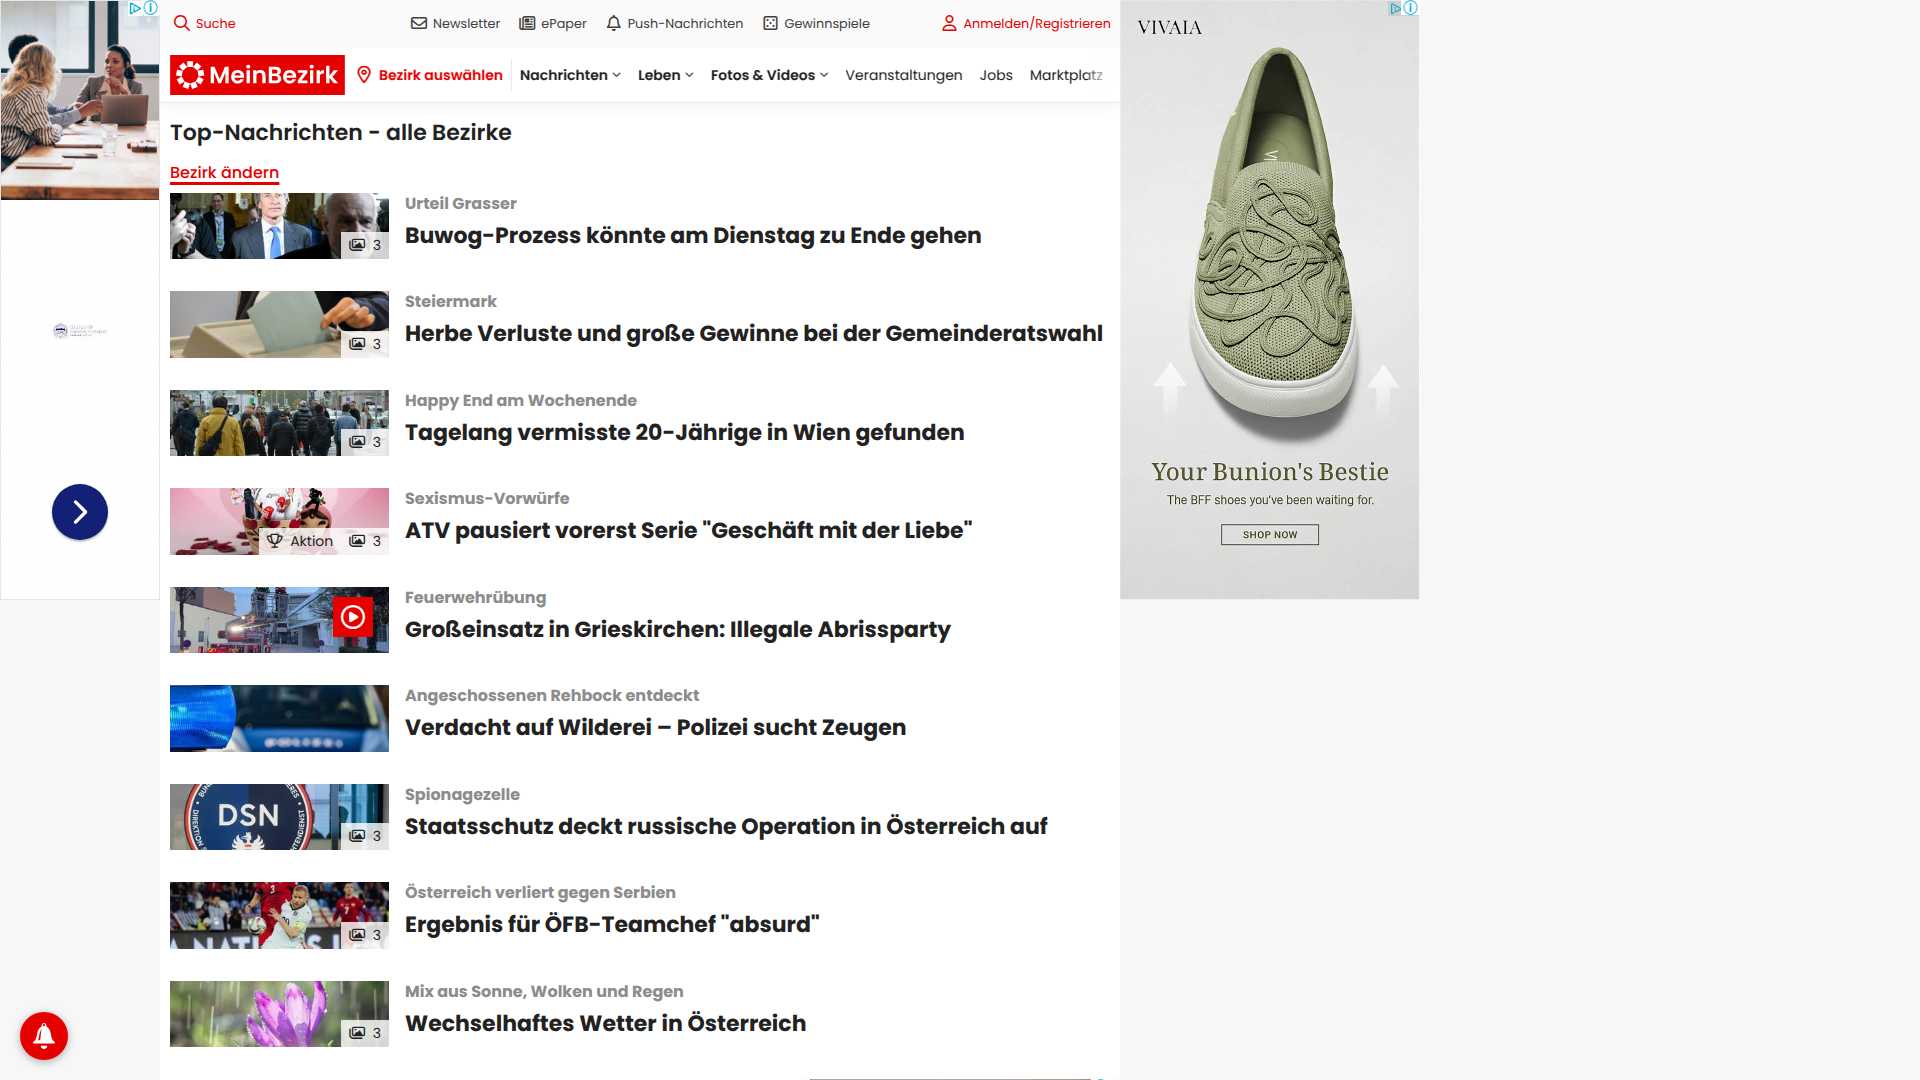 Suche
Newsletter
ePaper
Push-Nachrichten
Gewinnspiele
Anmelden/Registrieren
MeinBezirk
Bezirk auswählen
Nachrichten
Leben
Fotos & Videos
Veranstaltungen
Jobs
Marktplatz
Top-Nachrichten - alle Bezirke
Bezirk ändern
3
Urteil Grasser
Buwog-Prozess könnte am Dienstag zu Ende gehen
3
Steiermark
Herbe Verluste und große Gewinne bei der Gemeinderatswahl
3
Happy End am Wochenende
Tagelang vermisste 20-Jährige in Wien gefunden
Aktion
3
Sexismus-Vorwürfe
ATV pausiert vorerst Serie "Geschäft mit der Liebe"
Feuerwehrübung
Großeinsatz in Grieskirchen: Illegale Abrissparty
Angeschossenen Rehbock entdeckt
Verdacht auf Wilderei – Polizei sucht Zeugen
DSN
3
Spionagezelle
Staatsschutz deckt russische Operation in Österreich auf
3
Österreich verliert gegen Serbien
Ergebnis für ÖFB-Teamchef "absurd"
3
Mix aus Sonne, Wolken und Regen
Wechselhaftes Wetter in Österreich
VIVAIA
Your Bunion's Bestie
The BFF shoes you've been waiting for.
SHOP NOW